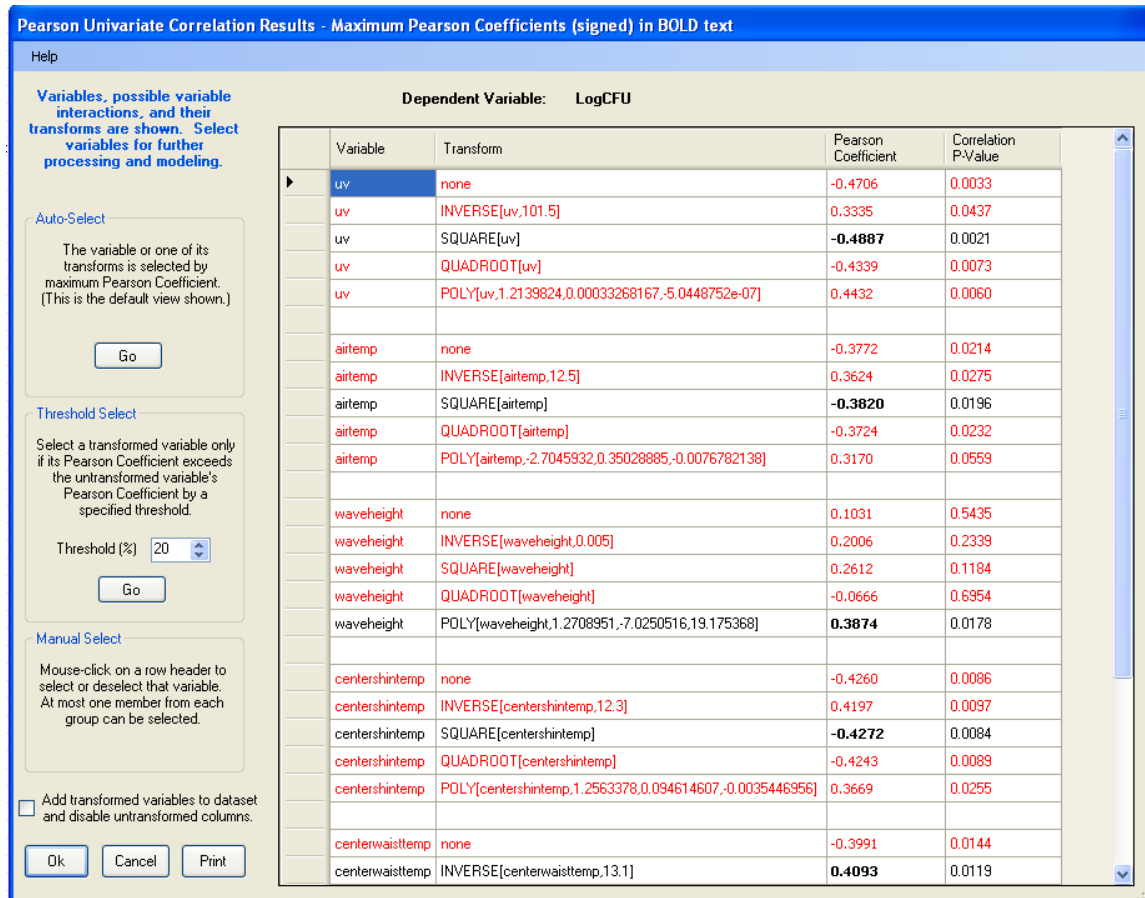 Pearson Univariate Correlation Results - Maximum Pearson Coefficients (signed) in BOLD text
Help
Variables, possible variable
interactions, and their
transforms are shown. Select
variables for further
processing and modeling.
Auto-Select
The variable or one of its
transforms is selected by
maximum Pearson Coefficient.
(This is the default view shown.)
Go
Threshold Select
Select a transformed variable only
if its Pearson Coefficient exceeds
the untransformed variable's
Pearson Coefficient by a
specified threshold.
Threshold (%) 20
Go
Manual Select
Mouse-click on a row header to
select or deselect that variable.
At most one member from each
group can be selected.
Add transformed variables to dataset
and disable untransformed columns.
Ok Cancel Print
Dependent Variable: LogCFU
Variable Transform Pearson Coefficient Correlation P-Value
uv none -0.4706 0.0033
uv INVERSE[uv,101.5] 0.3335 0.0437
uv SQUARE[uv] -0.4887 0.0021
uv QUADROOT[uv] -0.4339 0.0073
uv POLY[uv,1.2139824,0.00033268167,-5.0448752e-07] 0.4432 0.0060
airtemp none -0.3772 0.0214
airtemp INVERSE[airtemp,12.5] 0.3624 0.0275
airtemp SQUARE[airtemp] -0.3820 0.0196
airtemp QUADROOT[airtemp] -0.3724 0.0232
airtemp POLY[airtemp,-2.7045932,0.35028885,-0.0076782138] 0.3170 0.0559
waveheight none 0.1031 0.5435
waveheight INVERSE[waveheight,0.005] 0.2006 0.2339
waveheight SQUARE[waveheight] 0.2612 0.1184
waveheight QUADROOT[waveheight] -0.0666 0.6954
waveheight POLY[waveheight,1.2708951,-7.0250516,19.175368] 0.3874 0.0178
centershintemp none -0.4260 0.0086
centershintemp INVERSE[centershintemp,12.3] 0.4197 0.0097
centershintemp SQUARE[centershintemp] -0.4272 0.0084
centershintemp QUADROOT[centershintemp] -0.4243 0.0089
centershintemp POLY[centershintemp,1.2563378,0.094614607,-0.0035446956] 0.3669 0.0255
centerwaisttemp none -0.3991 0.0144
centerwaisttemp INVERSE[centerwaisttemp,13.1] 0.4093 0.0119